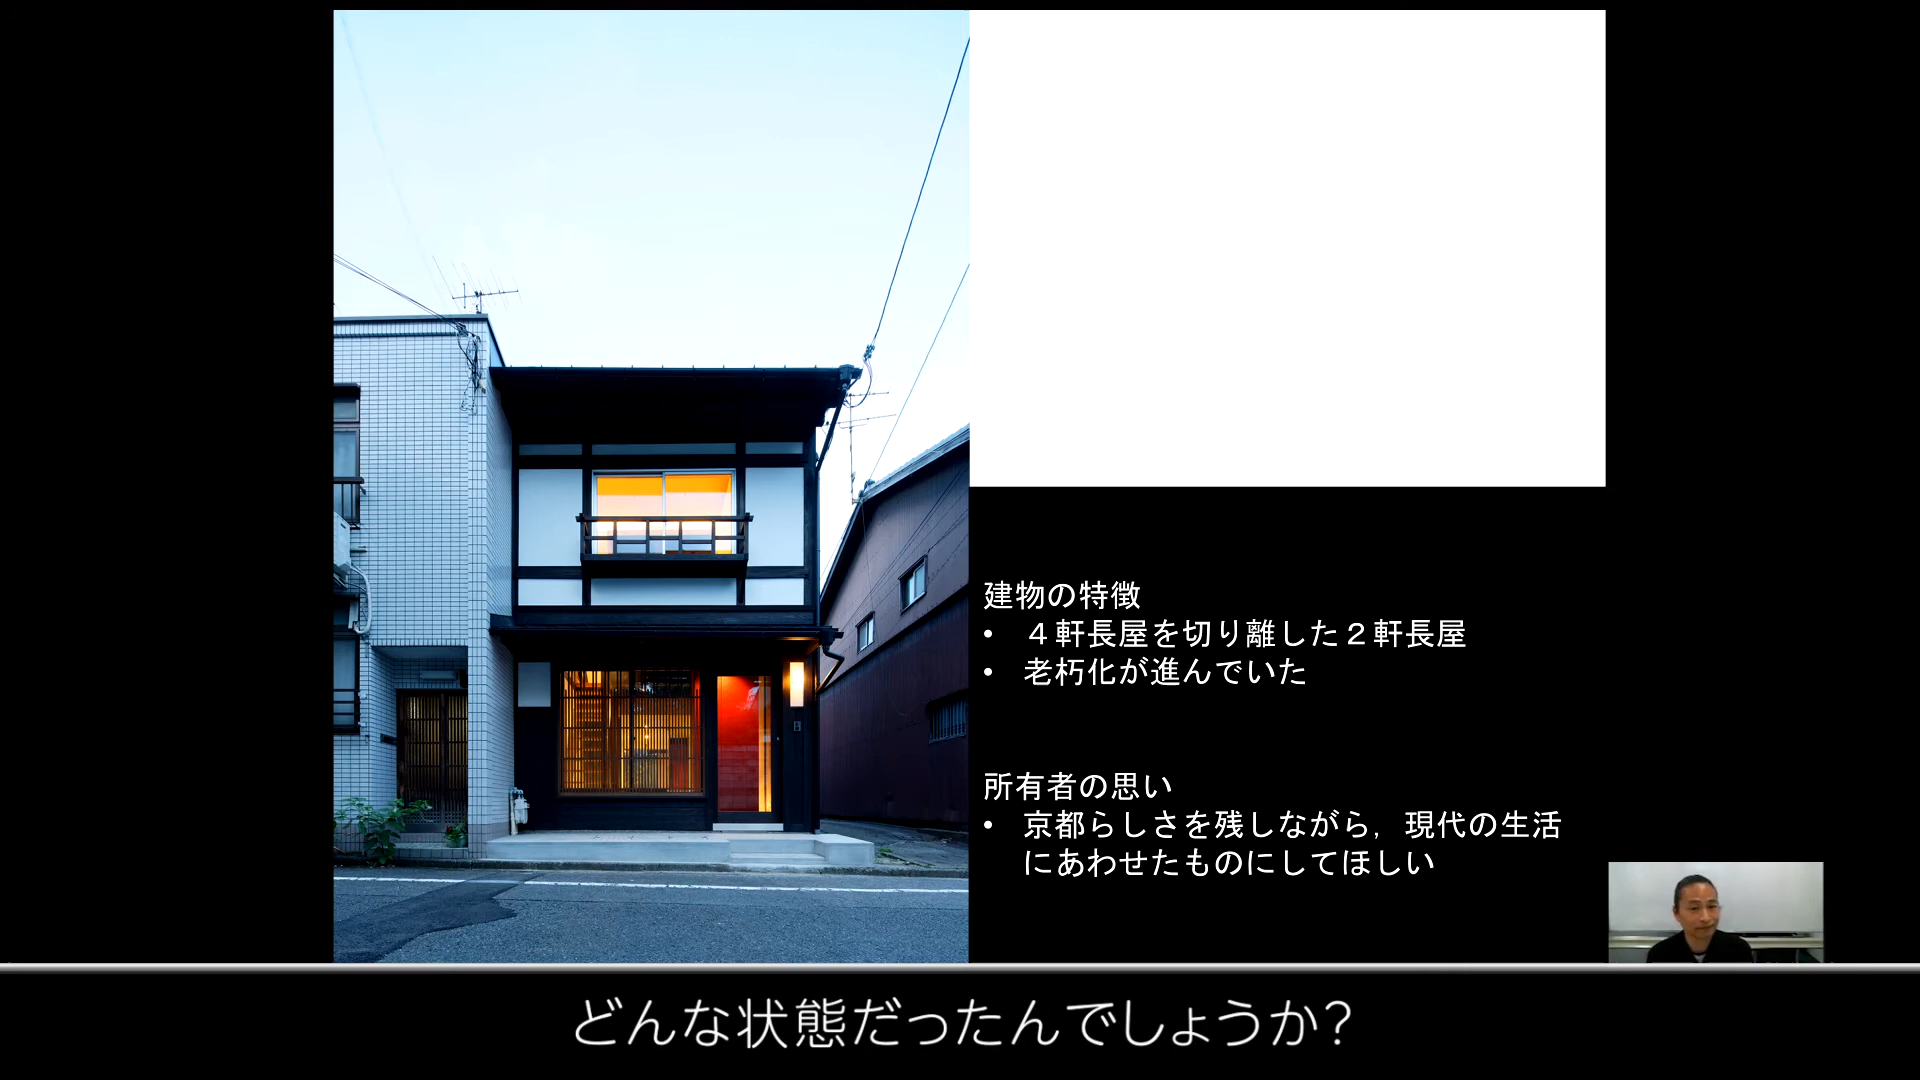 建物の特徴
• ４軒長屋を切り離した２軒長屋
• 老朽化が進んでいた
所有者の思い
• 京都らしさを残しながら，現代の生活
にあわせたものにしてほしい
どんな状態だったんでしょうか?